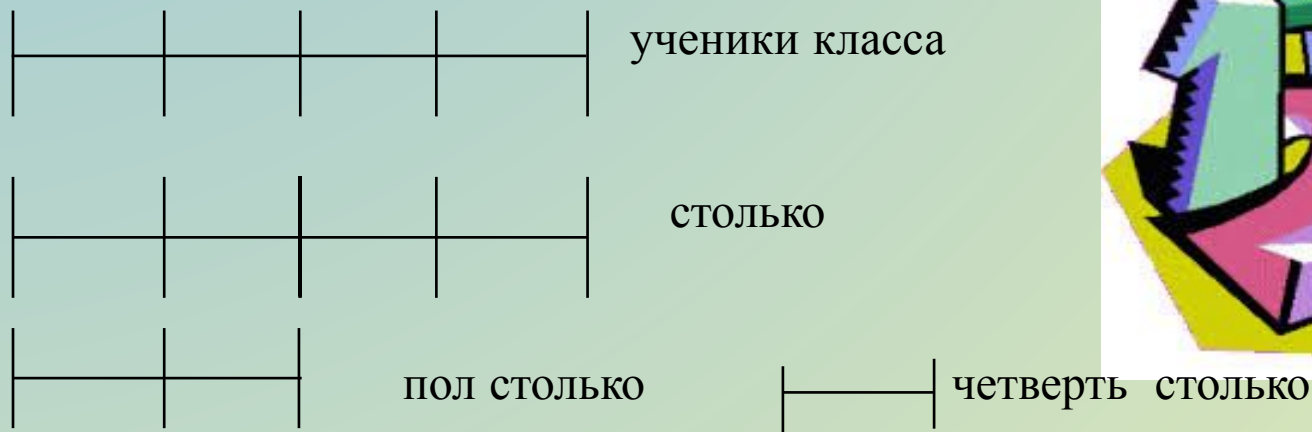 ученики класса
столько
пол столько
четверть столько